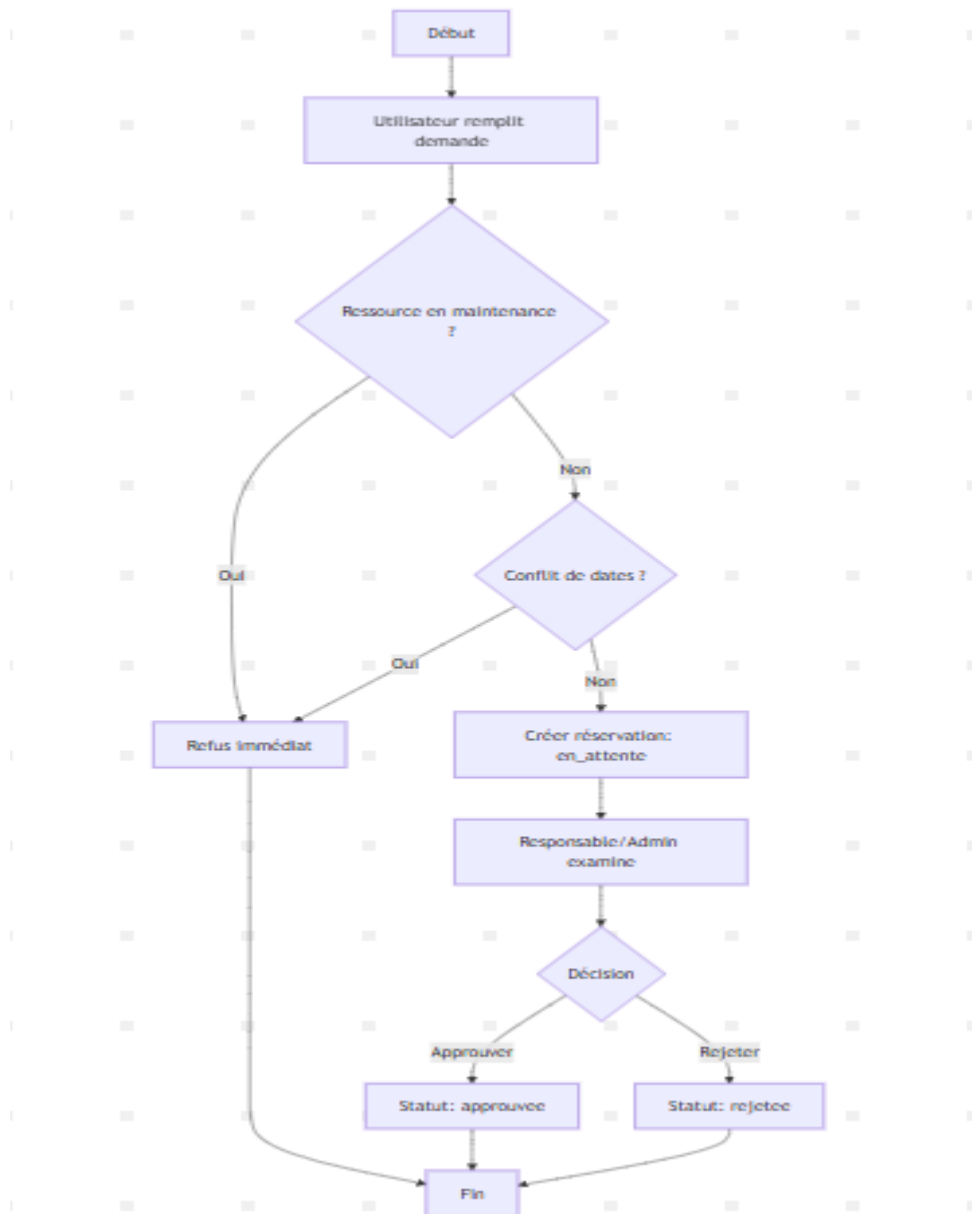 Début
Utilisateur remplit
demande
Ressource en maintenance
?
Non
Oui
Conflit de dates ?
Oui
Non
Refus immédiat
Créer réservation:
en_attente
Responsable/Admin
examine
Décision
Approuver
Rejeter
Statut: approuvee
Statut: rejetee
Fin